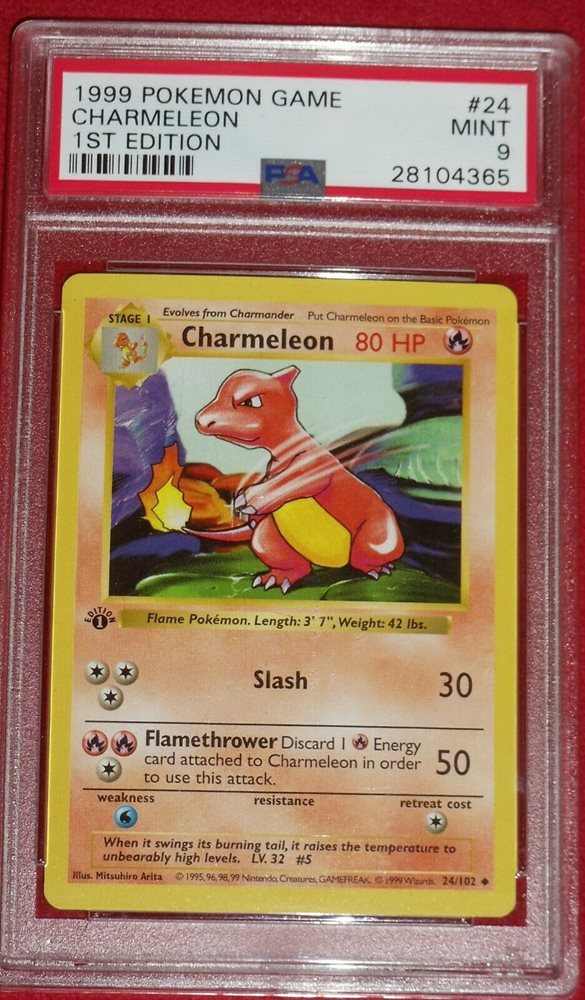 1999 POKEMON GAME #24
CHARMELEON MINT
1ST EDITION 9
PSA 28104365
STAGE 1 Evolves from Charmander Put Charmeleon on the Basic Pokémon
Charmeleon 80 HP
EDITION 1
Flame Pokémon. Length: 3' 7", Weight: 42 lbs.
Slash 30
Flamethrower Discard 1 Energy
card attached to Charmeleon in order 50
to use this attack.
weakness resistance retreat cost
When it swings its burning tail, it raises the temperature to
unbearably high levels. LV. 32 #5
Illus. Mitsuhiro Arita © 1995, 96, 98, 99 Nintendo, Creatures, GAMEFREAK. © 1999 Wizards. 24/102